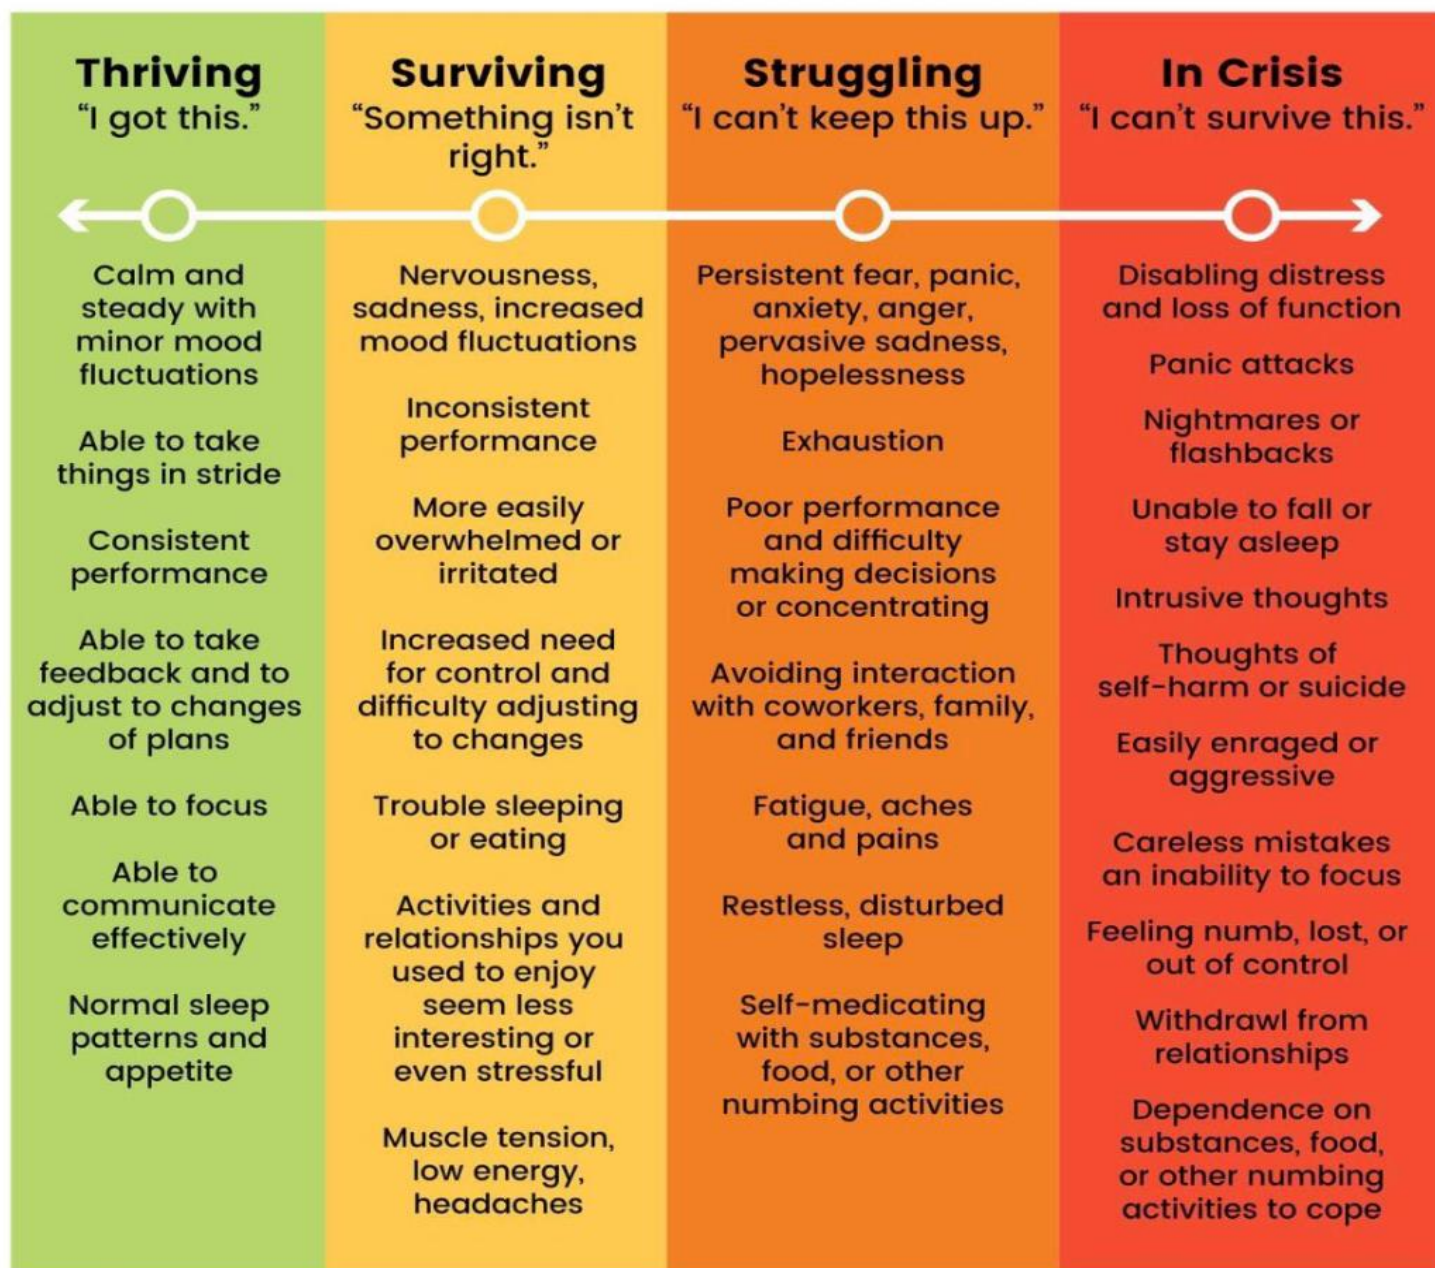 Thriving
“I got this.”
Calm and
steady with
minor mood
fluctuations
Able to take
things in stride
Consistent
performance
Able to take
feedback and to
adjust to changes
of plans
Able to focus
Able to
communicate
effectively
Normal sleep
patterns and
appetite
Surviving
“Something isn’t
right.”
Nervousness,
sadness, increased
mood fluctuations
Inconsistent
performance
More easily
overwhelmed or
irritated
Increased need
for control and
difficulty adjusting
to changes
Trouble sleeping
or eating
Activities and
relationships you
used to enjoy
seem less
interesting or
even stressful
Muscle tension,
low energy,
headaches
Struggling
“I can’t keep this up.”
Persistent fear, panic,
anxiety, anger,
pervasive sadness,
hopelessness
Exhaustion
Poor performance
and difficulty
making decisions
or concentrating
Avoiding interaction
with coworkers, family,
and friends
Fatigue, aches
and pains
Restless, disturbed
sleep
Self-medicating
with substances,
food, or other
numbing activities
In Crisis
“I can’t survive this.”
Disabling distress
and loss of function
Panic attacks
Nightmares or
flashbacks
Unable to fall or
stay asleep
Intrusive thoughts
Thoughts of
self-harm or suicide
Easily enraged or
aggressive
Careless mistakes
an inability to focus
Feeling numb, lost, or
out of control
Withdrawl from
relationships
Dependence on
substances, food,
or other numbing
activities to cope